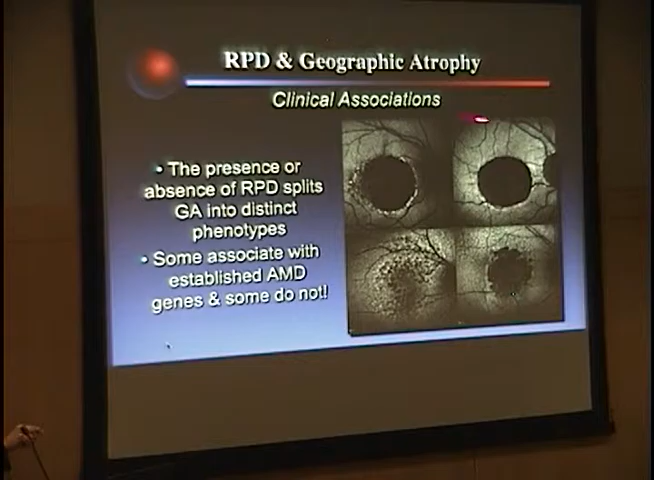 RPD & Geographic Atrophy
Clinical Associations
• The presence or
absence of RPD splits
GA into distinct
phenotypes
• Some associate with
established AMD
genes & some do not!